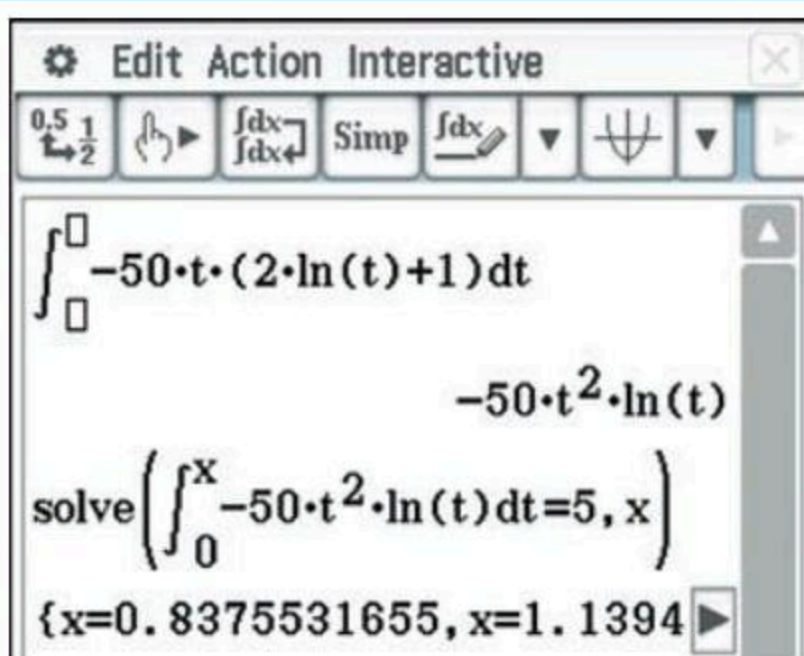 Edit Action Interactive
0.5 1/2 ∫dx ∫dx Simp ∫dx
∫ -50·t·(2·ln(t)+1)dt
-50·t²·ln(t)
solve(∫₀ˣ -50·t²·ln(t)dt=5, x)
{x=0.8375531655, x=1.1394